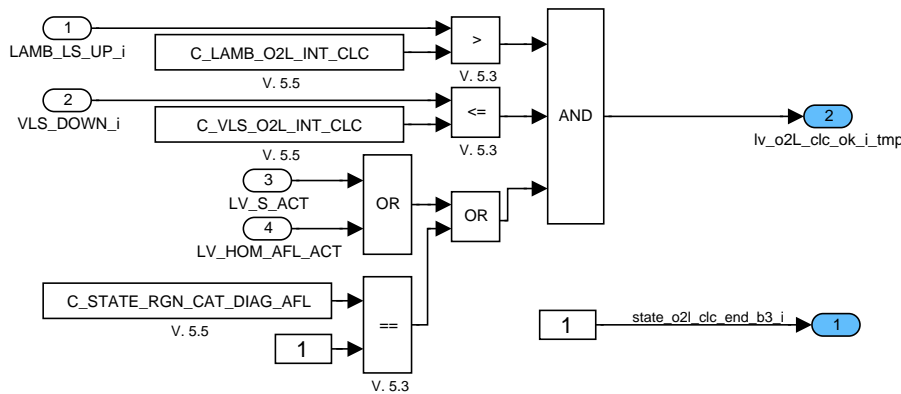 1
LAMB_LS_UP_i
C_LAMB_O2L_INT_CLC
V. 5.5
>
V. 5.3
2
VLS_DOWN_i
C_VLS_O2L_INT_CLC
V. 5.5
<=
V. 5.3
AND
2
lv_o2L_clc_ok_i_tmp
3
LV_S_ACT
4
LV_HOM_AFL_ACT
OR
OR
C_STATE_RGN_CAT_DIAG_AFL
V. 5.5
1
==
V. 5.3
1
state_o2l_clc_end_b3_i
1